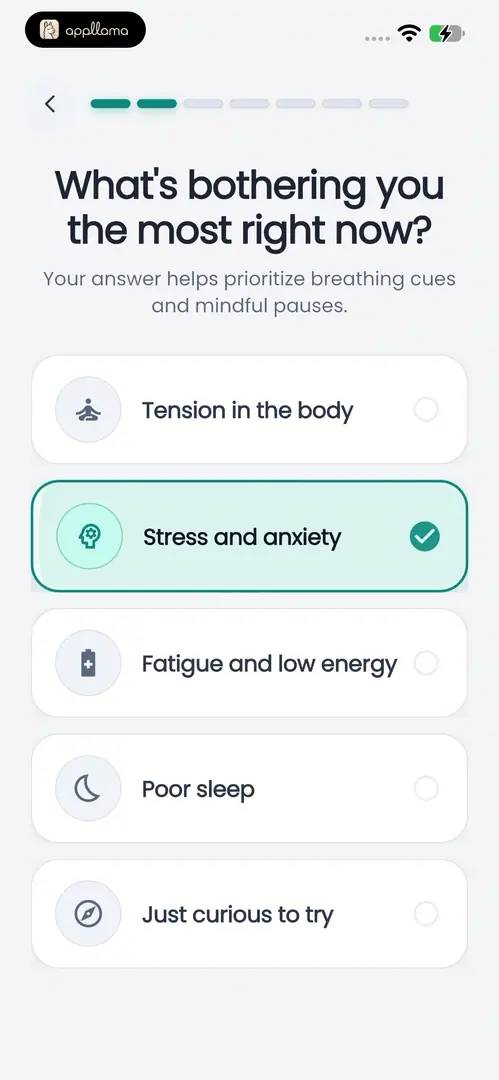 appllama
What's bothering you
the most right now?
Your answer helps prioritize breathing cues
and mindful pauses.
Tension in the body
Stress and anxiety
Fatigue and low energy
Poor sleep
Just curious to try